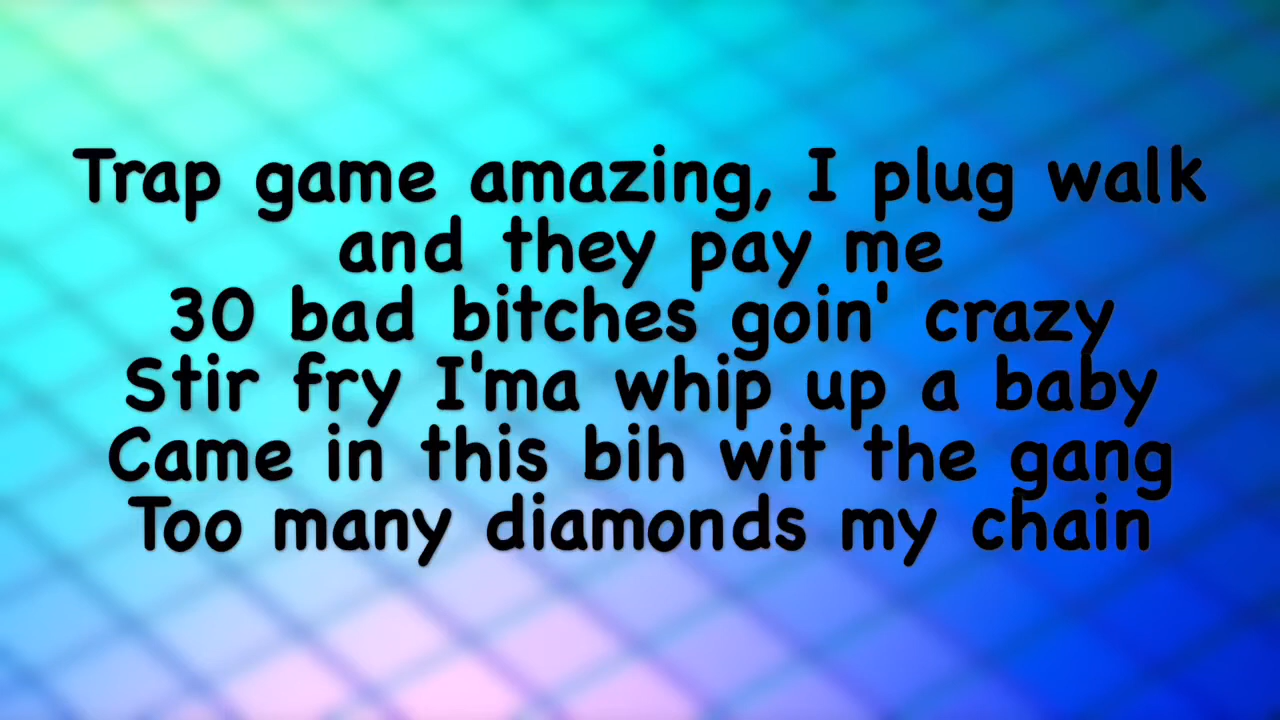 Trap game amazing, I plug walk
and they pay me
30 bad bitches goin' crazy
Stir fry I'ma whip up a baby
Came in this bih wit the gang
Too many diamonds my chain